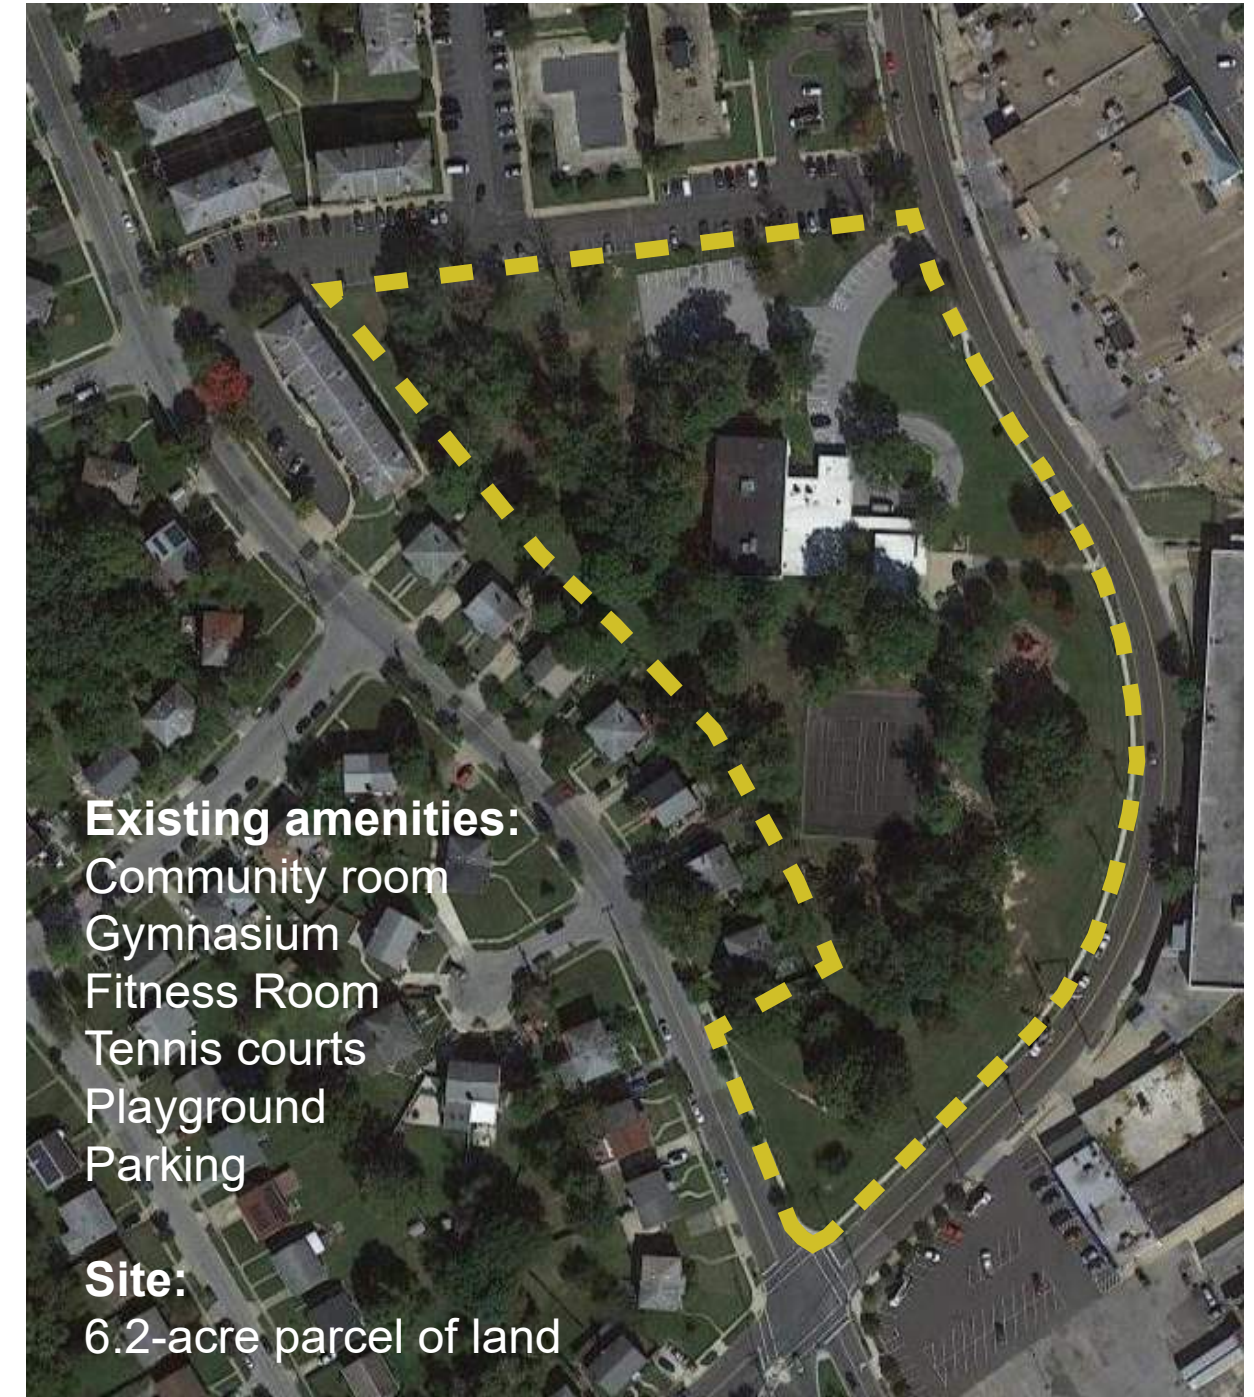 Existing amenities:
Community room
Gymnasium
Fitness Room
Tennis courts
Playground
Parking
Site:
6.2-acre parcel of land